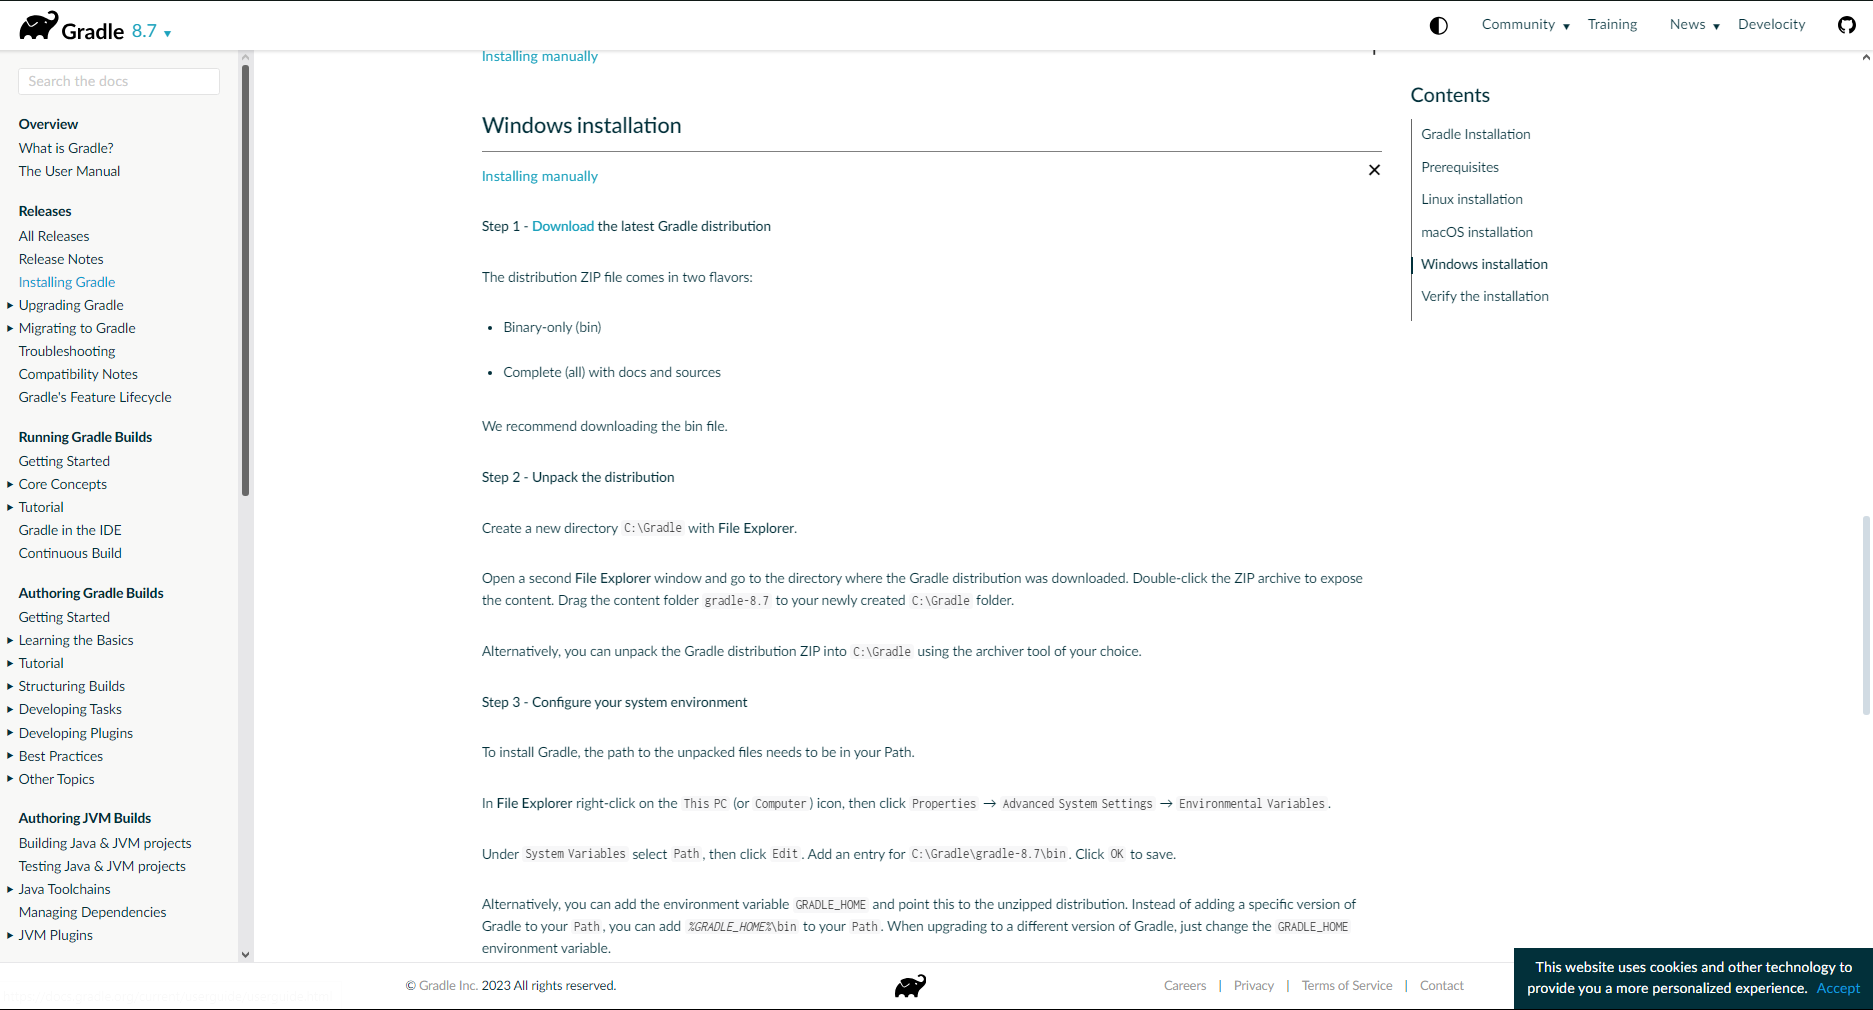 Gradle 8.7
Community
Training
News
Develocity
Search the docs
Overview
What is Gradle?
The User Manual
Releases
All Releases
Release Notes
Installing Gradle
Upgrading Gradle
Migrating to Gradle
Troubleshooting
Compatibility Notes
Gradle's Feature Lifecycle
Running Gradle Builds
Getting Started
Core Concepts
Tutorial
Gradle in the IDE
Continuous Build
Authoring Gradle Builds
Getting Started
Learning the Basics
Tutorial
Structuring Builds
Developing Tasks
Developing Plugins
Best Practices
Other Topics
Authoring JVM Builds
Building Java & JVM projects
Testing Java & JVM projects
Java Toolchains
Managing Dependencies
JVM Plugins
Installing manually
Windows installation
Installing manually
Step 1 - Download the latest Gradle distribution
The distribution ZIP file comes in two flavors:
• Binary-only (bin)
• Complete (all) with docs and sources
We recommend downloading the bin file.
Step 2 - Unpack the distribution
Create a new directory C:\Gradle with File Explorer.
Open a second File Explorer window and go to the directory where the Gradle distribution was downloaded. Double-click the ZIP archive to expose
the content. Drag the content folder gradle-8.7 to your newly created C:\Gradle folder.
Alternatively, you can unpack the Gradle distribution ZIP into C:\Gradle using the archiver tool of your choice.
Step 3 - Configure your system environment
To install Gradle, the path to the unpacked files needs to be in your Path.
In File Explorer right-click on the This PC (or Computer) icon, then click Properties → Advanced System Settings → Environmental Variables.
Under System Variables select Path, then click Edit. Add an entry for C:\Gradle\gradle-8.7\bin. Click OK to save.
Alternatively, you can add the environment variable GRADLE_HOME and point this to the unzipped distribution. Instead of adding a specific version of
Gradle to your Path, you can add %GRADLE_HOME%\bin to your Path. When upgrading to a different version of Gradle, just change the GRADLE_HOME
environment variable.
Contents
Gradle Installation
Prerequisites
Linux installation
macOS installation
Windows installation
Verify the installation
© Gradle Inc. 2023 All rights reserved.
Careers | Privacy | Terms of Service | Contact
This website uses cookies and other technology to
provide you a more personalized experience. Accept